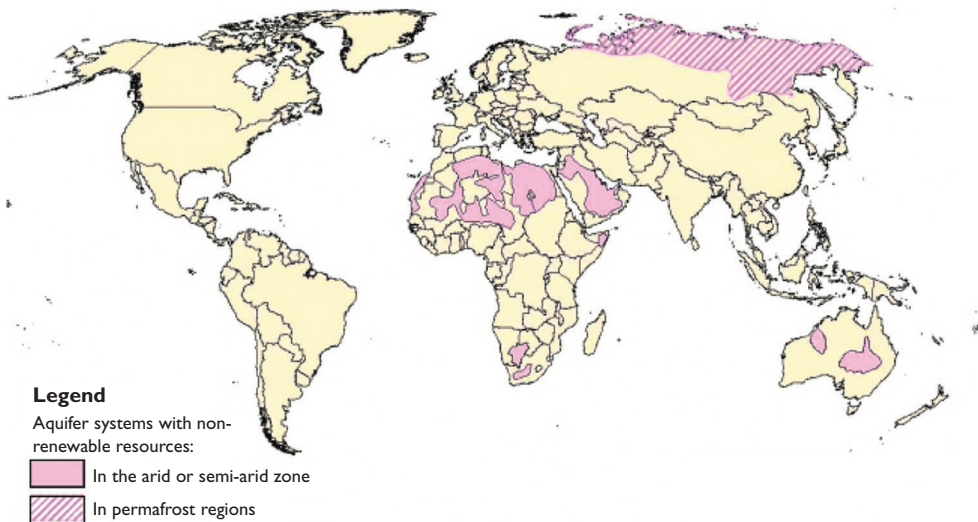 Legend
Aquifer systems with non-
renewable resources:
In the arid or semi-arid zone
In permafrost regions